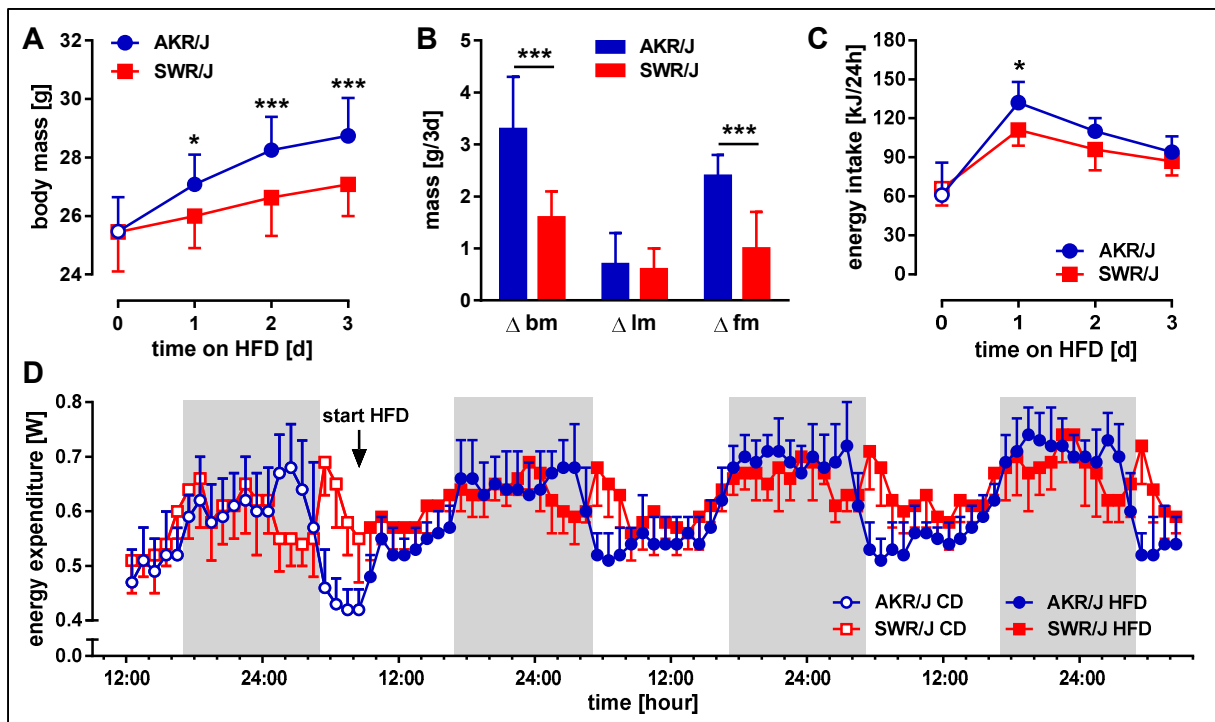 A
32
30
28
26
24
body mass [g]
AKR/J
SWR/J
*
***
***
0 1 2 3
time on HFD [d]
B
5
4
3
2
1
0
mass [g/3d]
AKR/J
SWR/J
***
***
Δ bm Δ lm Δ fm
C
180
150
120
90
60
30
0
energy intake [kJ/24h]
*
AKR/J
SWR/J
0 1 2 3
time on HFD [d]
D
0.8
0.7
0.6
0.5
0.4
0.0
energy expenditure [W]
start HFD
AKR/J CD AKR/J HFD
SWR/J CD SWR/J HFD
12:00 24:00 12:00 24:00 12:00 24:00 12:00 24:00
time [hour]